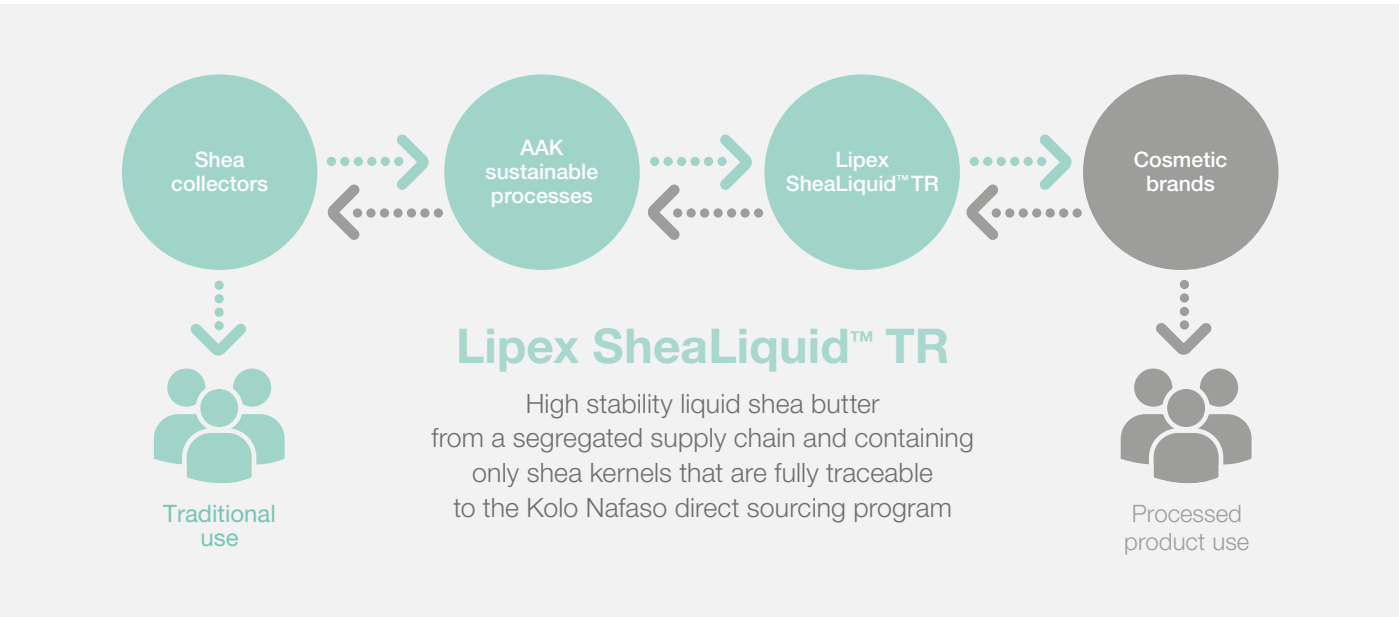 Shea
collectors
AAK
sustainable
processes
Lipex
SheaLiquid™ TR
Cosmetic
brands
Lipex SheaLiquid™ TR
High stability liquid shea butter
from a segregated supply chain and containing
only shea kernels that are fully traceable
to the Kolo Nafaso direct sourcing program
Traditional
use
Processed
product use